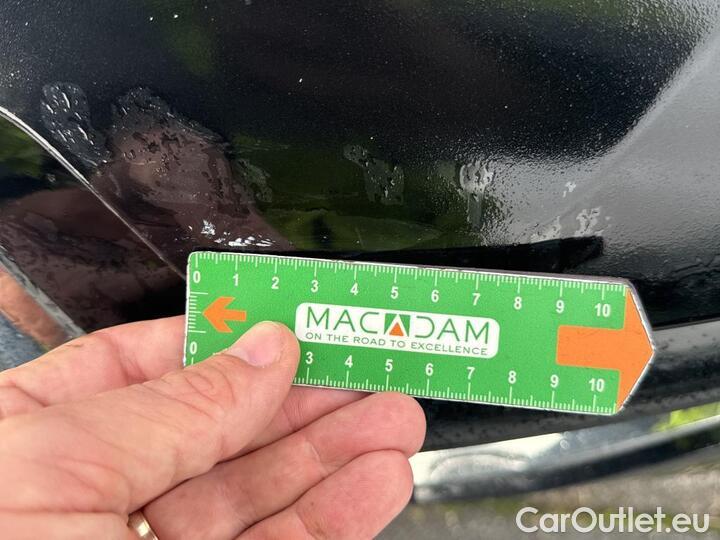 0 1 2 3 4 5 6 7 8 9 10
MACADAM
ON THE ROAD TO EXCELLENCE
0 3 4 5 6 7 8 9 10
CarOutlet.eu